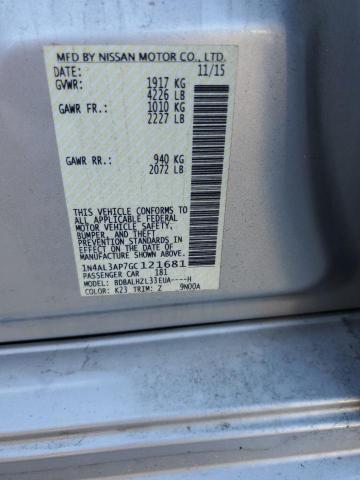 MFD BY NISSAN MOTOR CO., LTD.
DATE: 11/15
GVWR: 1917 KG
4226 LB
GAWR FR: 1010 KG
2227 LB
GAWR RR: 940 KG
2072 LB
THIS VEHICLE CONFORMS TO
ALL APPLICABLE FEDERAL
MOTOR VEHICLE SAFETY,
BUMPER, AND THEFT
PREVENTION STANDARDS IN
EFFECT ON THE DATE OF
MANUFACTURE SHOWN ABOVE.
1N4AL3AP7GC121681
PASSENGER CAR 181
MODEL: BDBALHZL33EUA----H
COLOR: K23 TRIM: Z 9N00A